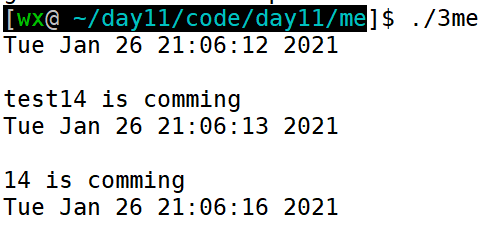 [wx@ ~/day11/code/day11/me]$ ./3me
Tue Jan 26 21:06:12 2021
test14 is comming
Tue Jan 26 21:06:13 2021
14 is comming
Tue Jan 26 21:06:16 2021